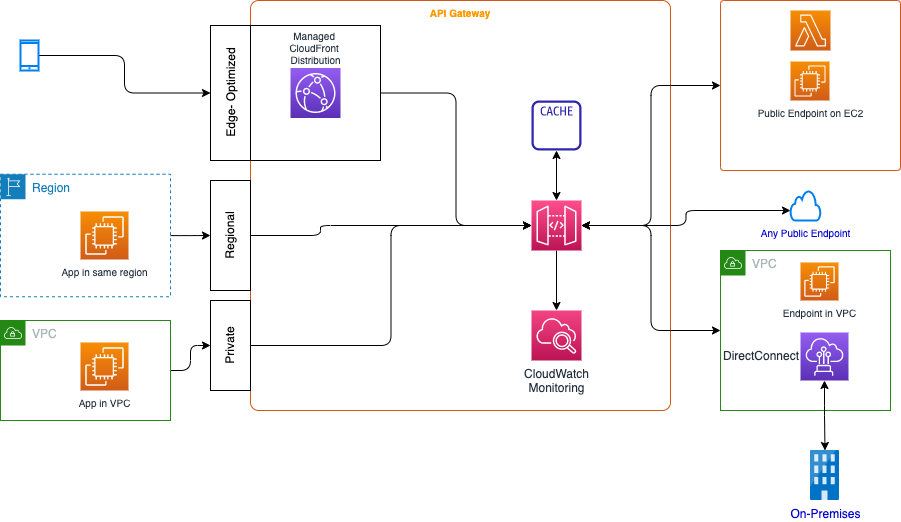 API Gateway
Managed
CloudFront
Distribution
Edge- Optimized
CACHE
Public Endpoint on EC2
Region
App in same region
Regional
Any Public Endpoint
VPC
Endpoint in VPC
VPC
App in VPC
Private
CloudWatch
Monitoring
DirectConnect
On-Premises